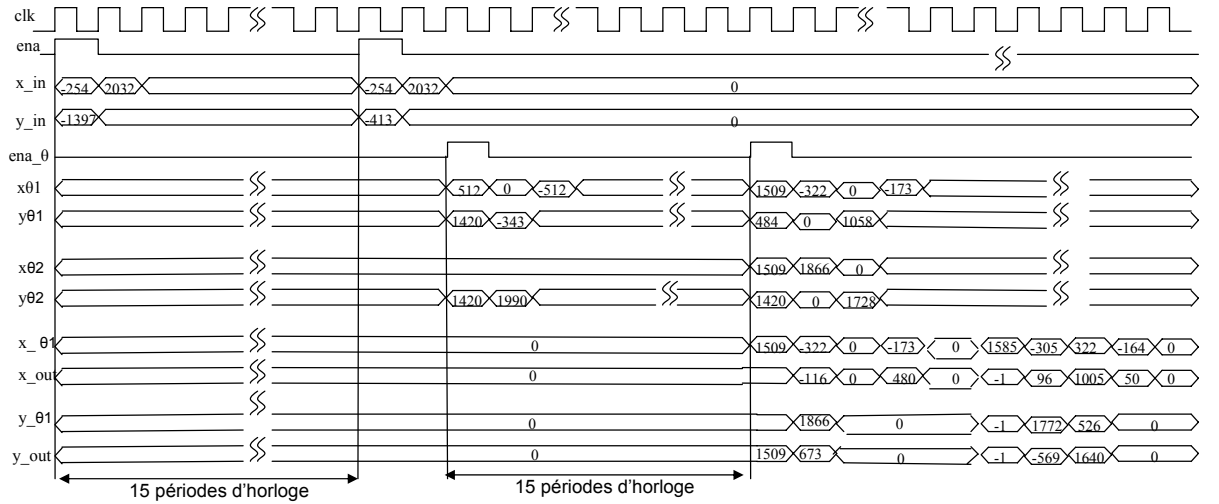 clk
ena
x_in -254 2032 -254 2032 0
y_in -1397 -413 0
ena_θ
xθ1 512 0 -512 1509 -322 0 -173
yθ1 1420 -343 484 0 1058
xθ2 1509 1866 0
yθ2 1420 1990 1420 0 1728
x_ θ1 0 1509 -322 0 -173 0 1585 -305 322 -164 0
x_out 0 -116 0 480 0 -1 96 1005 50 0
y_θ1 0 1866 0 -1 1772 526 0
y_out 0 1509 673 0 -1 -569 1640 0
15 périodes d'horloge 15 périodes d'horloge